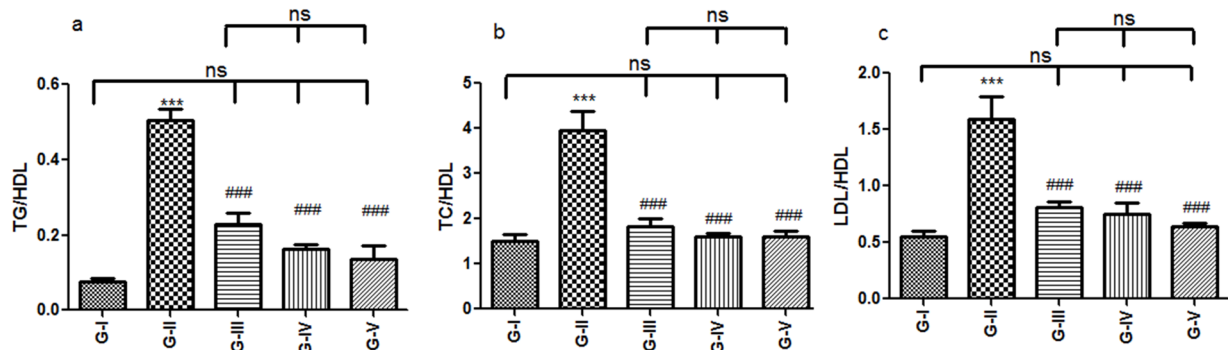 a
ns
ns
TG/HDL
0.6
0.4
0.2
0.0
***
###
###
###
G-I
G-II
G-III
G-IV
G-V
b
ns
ns
TC/HDL
5
4
3
2
1
0
***
###
###
###
G-I
G-II
G-III
G-IV
G-V
c
ns
ns
LDL/HDL
2.0
1.5
1.0
0.5
0.0
***
###
###
###
G-I
G-II
G-III
G-IV
G-V